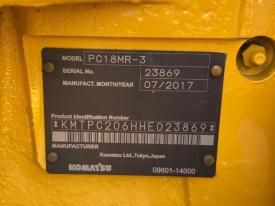 MODEL PC18MR-3
SERIAL No. 23869
MANUFACT. MONTH/YEAR 07/2017
Product Identification Number
*KMTPC206HHE023869*
MANUFACTURER
Komatsu Ltd.,Tokyo,Japan
KOMATSU
09601-14000